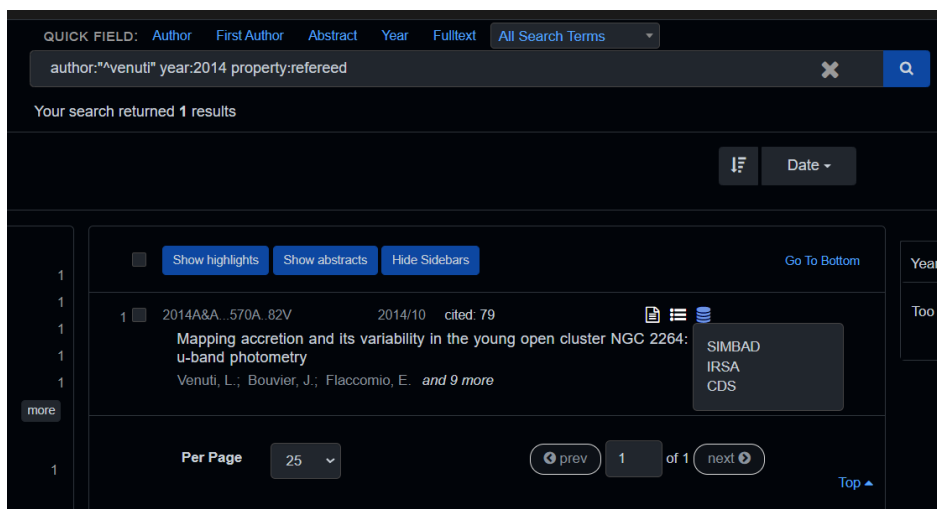 QUICK FIELD: Author First Author Abstract Year Fulltext All Search Terms
author:"^venuti" year:2014 property:refereed
Your search returned 1 results
Date
Show highlights Show abstracts Hide Sidebars Go To Bottom
Year
1
1
1
1
1
more
1
1 2014A&A...570A..82V 2014/10 cited: 79
Mapping accretion and its variability in the young open cluster NGC 2264:
u-band photometry
Venuti, L.; Bouvier, J.; Flaccomio, E. and 9 more
SIMBAD
IRSA
CDS
Too
Per Page 25 prev 1 of 1 next
Top